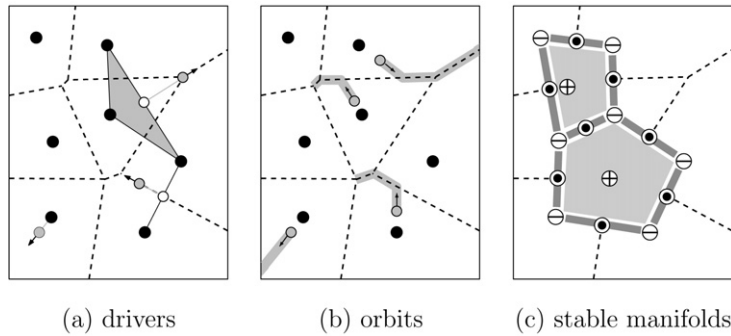 (a) drivers
(b) orbits
(c) stable manifolds